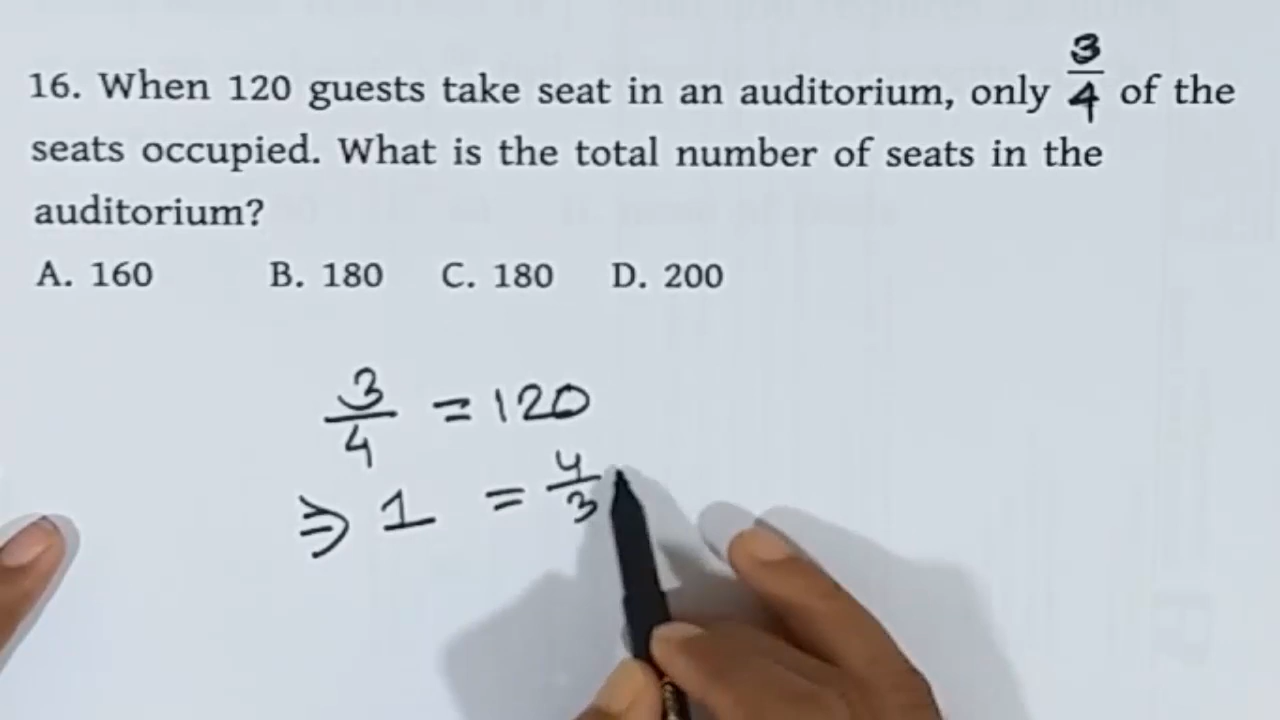 16. When 120 guests take seat in an auditorium, only 3/4 of the
seats occupied. What is the total number of seats in the
auditorium?
A. 160 B. 180 C. 180 D. 200
3/4 = 120
⇒ 1 = 4/3